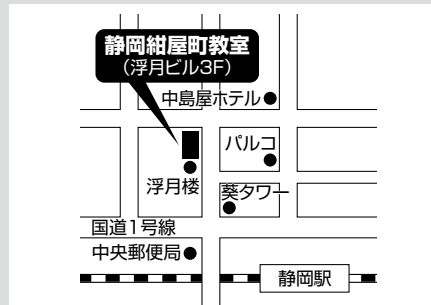 静岡紺屋町教室
（浮月ビル3F）
中島屋ホテル
パルコ
浮月楼
葵タワー
国道1号線
中央郵便局
静岡駅